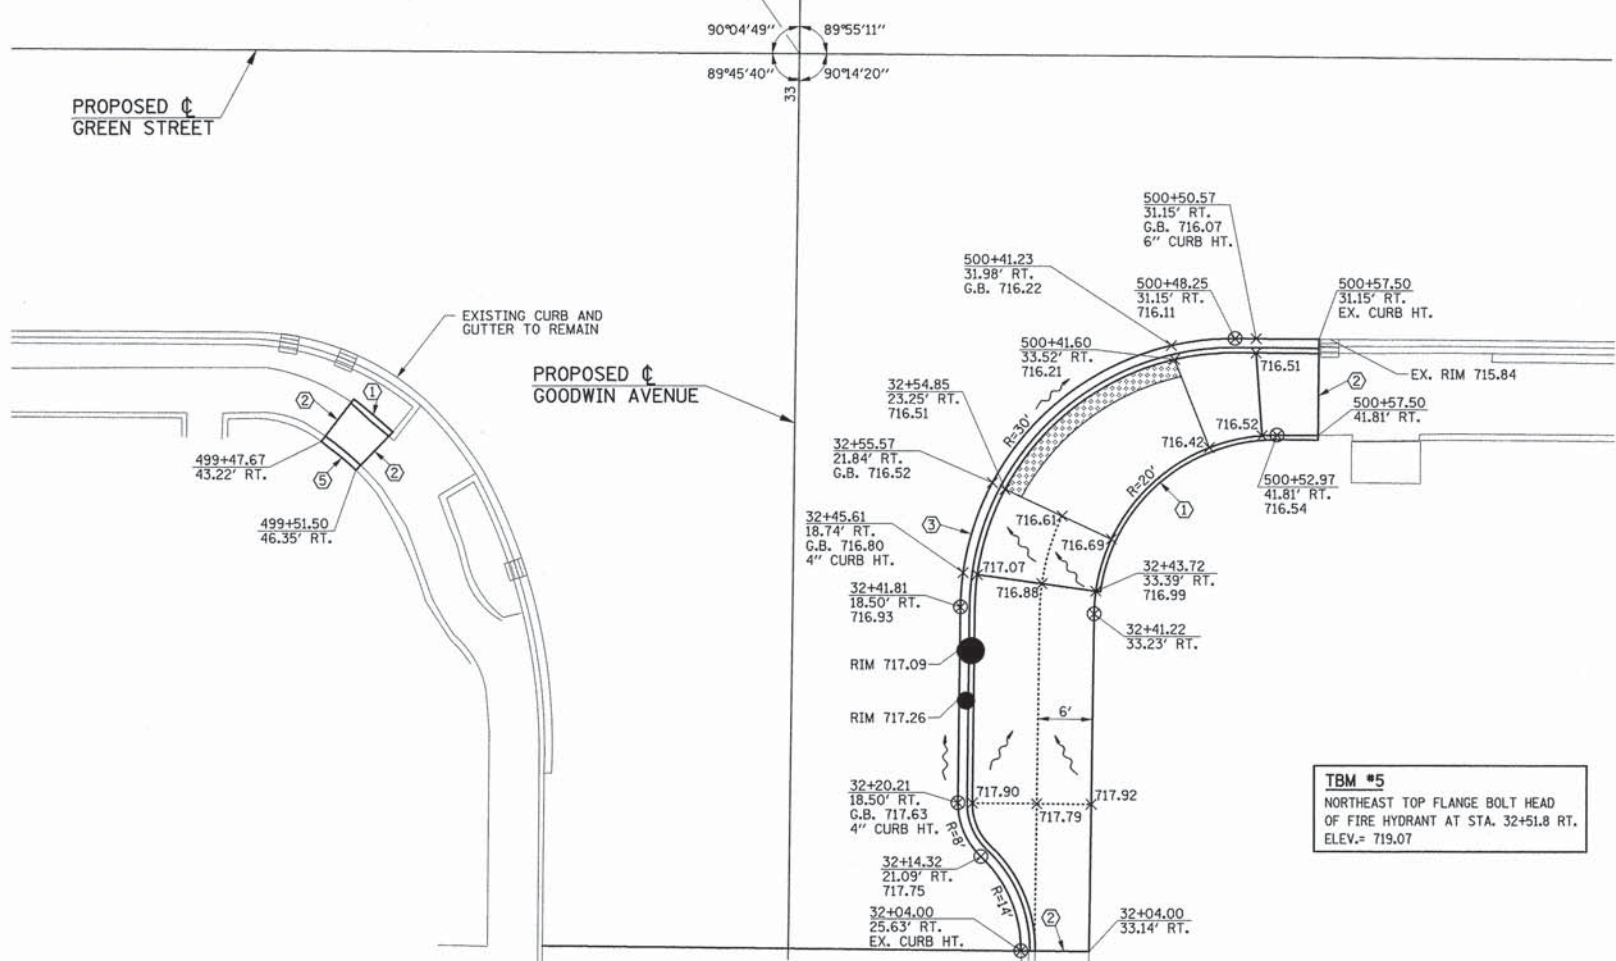 90°04'49"
89°55'11"
89°45'40"
90°14'20"
33
PROPOSED ℄
GREEN STREET
500+50.57
31.15' RT.
G.B. 716.07
6" CURB HT.
500+41.23
31.98' RT.
G.B. 716.22
500+48.25
31.15' RT.
716.11
500+57.50
31.15' RT.
EX. CURB HT.
EXISTING CURB AND
GUTTER TO REMAIN
500+41.60
33.52' RT.
716.21
716.51
EX. RIM 715.84
2
PROPOSED ℄
GOODWIN AVENUE
32+54.85
23.25' RT.
716.51
R=30'
500+57.50
41.81' RT.
1
2
716.52
716.42
32+55.57
21.84' RT.
G.B. 716.52
499+47.67
43.22' RT.
5
2
R=20'
1
500+52.97
41.81' RT.
716.54
499+51.50
46.35' RT.
32+45.61
18.74' RT.
G.B. 716.80
4" CURB HT.
3
716.61
716.69
717.07
716.88
32+43.72
33.39' RT.
716.99
32+41.81
18.50' RT.
716.93
32+41.22
33.23' RT.
RIM 717.09
RIM 717.26
6'
32+20.21
18.50' RT.
G.B. 717.63
4" CURB HT.
717.90
717.79
717.92
R=8'
TBM #5
NORTHEAST TOP FLANGE BOLT HEAD
OF FIRE HYDRANT AT STA. 32+51.8 RT.
ELEV.= 719.07
32+14.32
21.09' RT.
717.75
R=14'
32+04.00
25.63' RT.
EX. CURB HT.
2
32+04.00
33.14' RT.